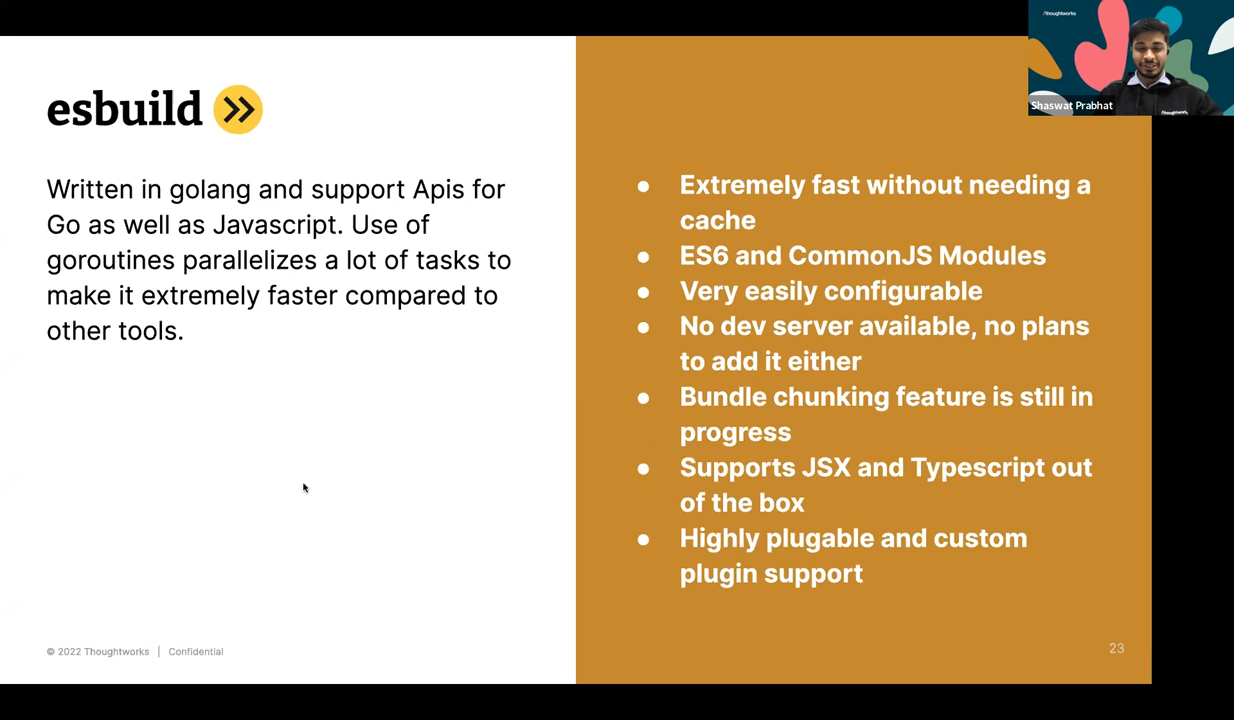 esbuild
Written in golang and support Apis for
Go as well as Javascript. Use of
goroutines parallelizes a lot of tasks to
make it extremely faster compared to
other tools.
© 2022 Thoughtworks | Confidential
● Extremely fast without needing a
cache
● ES6 and CommonJS Modules
● Very easily configurable
● No dev server available, no plans
to add it either
● Bundle chunking feature is still in
progress
● Supports JSX and Typescript out
of the box
● Highly plugable and custom
plugin support
23
/thoughtworks
Shaswat Prabhat
/thoughtworks